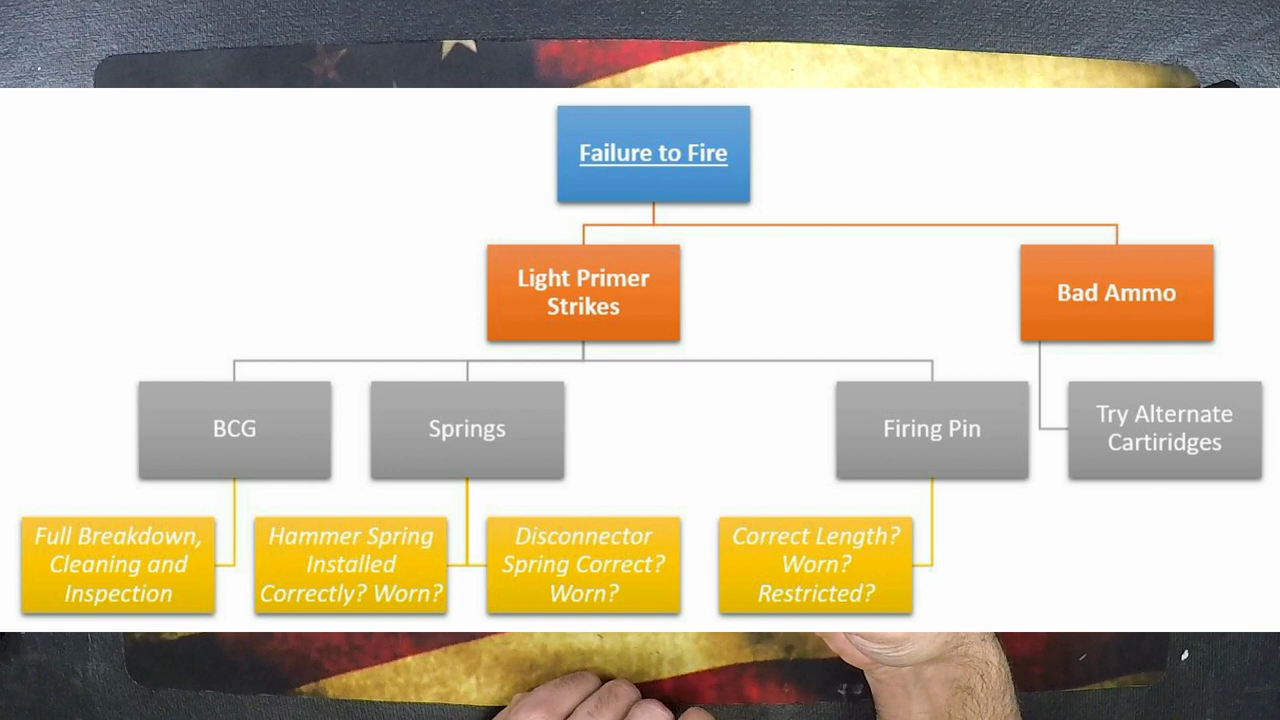 Failure to Fire
Light Primer
Strikes
Bad Ammo
BCG
Springs
Firing Pin
Try Alternate
Cartiridges
Full Breakdown,
Cleaning and
Inspection
Hammer Spring
Installed
Correctly? Worn?
Disconnector
Spring Correct?
Worn?
Correct Length?
Worn?
Restricted?